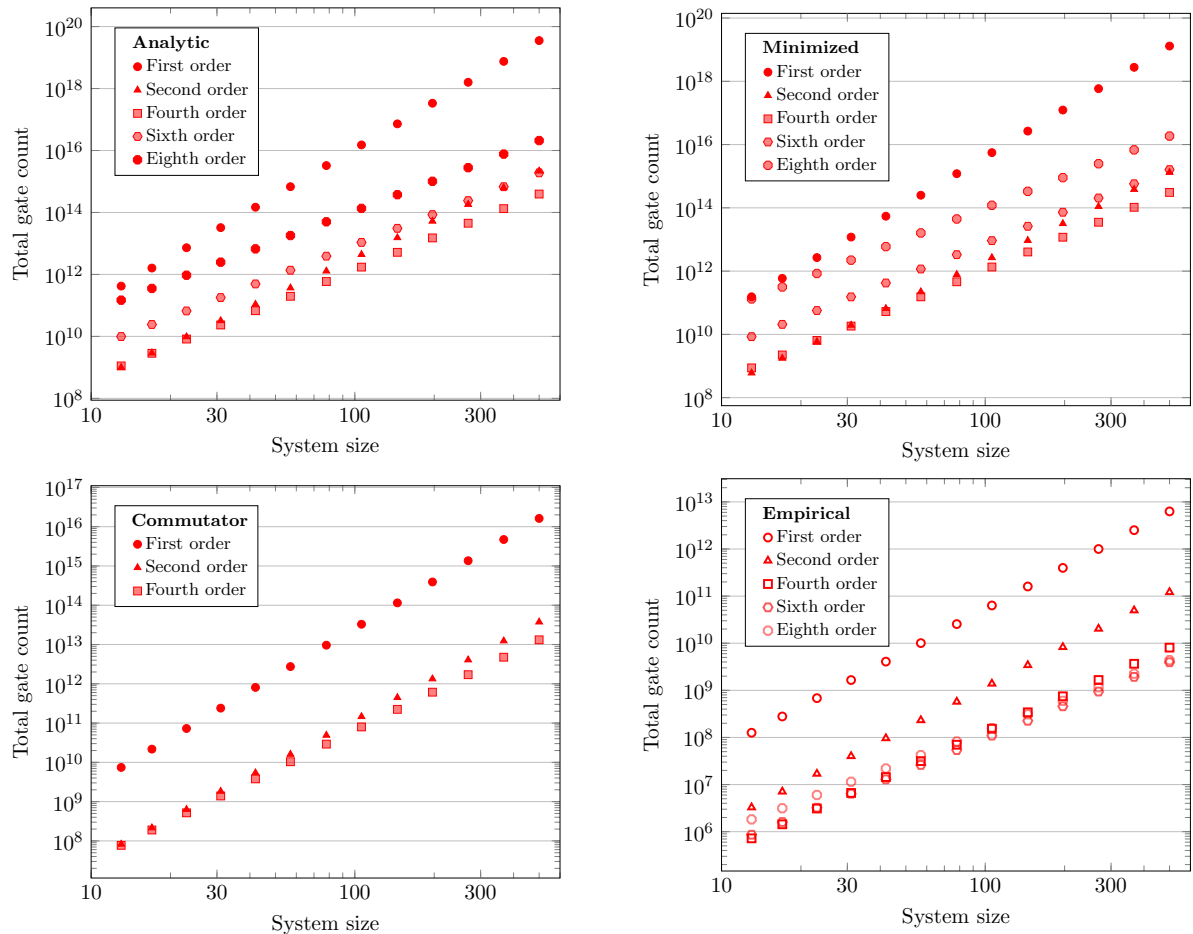 10^20
10^18
10^16
10^14
10^12
10^10
10^8
Total gate count
Analytic
First order
Second order
Fourth order
Sixth order
Eighth order
10
30
100
300
System size
10^20
10^18
10^16
10^14
10^12
10^10
10^8
Total gate count
Minimized
First order
Second order
Fourth order
Sixth order
Eighth order
10
30
100
300
System size
10^17
10^16
10^15
10^14
10^13
10^12
10^11
10^10
10^9
10^8
Total gate count
Commutator
First order
Second order
Fourth order
10
30
100
300
System size
10^13
10^12
10^11
10^10
10^9
10^8
10^7
10^6
Total gate count
Empirical
First order
Second order
Fourth order
Sixth order
Eighth order
10
30
100
300
System size